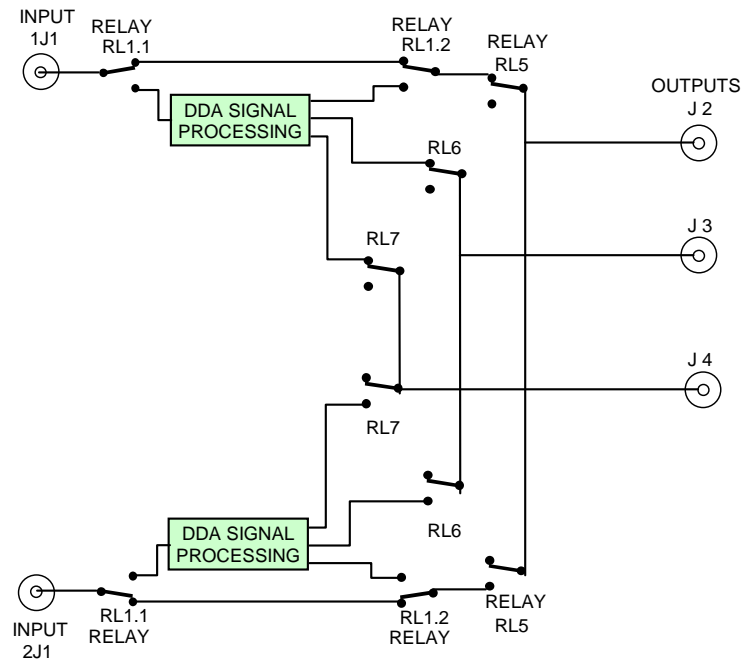 INPUT
1J1
RELAY
RL1.1
RELAY
RL1.2
RELAY
RL5
OUTPUTS
J 2
DDA SIGNAL
PROCESSING
RL6
J 3
RL7
J 4
RL7
DDA SIGNAL
PROCESSING
RL6
INPUT
2J1
RL1.1
RELAY
RL1.2
RELAY
RELAY
RL5